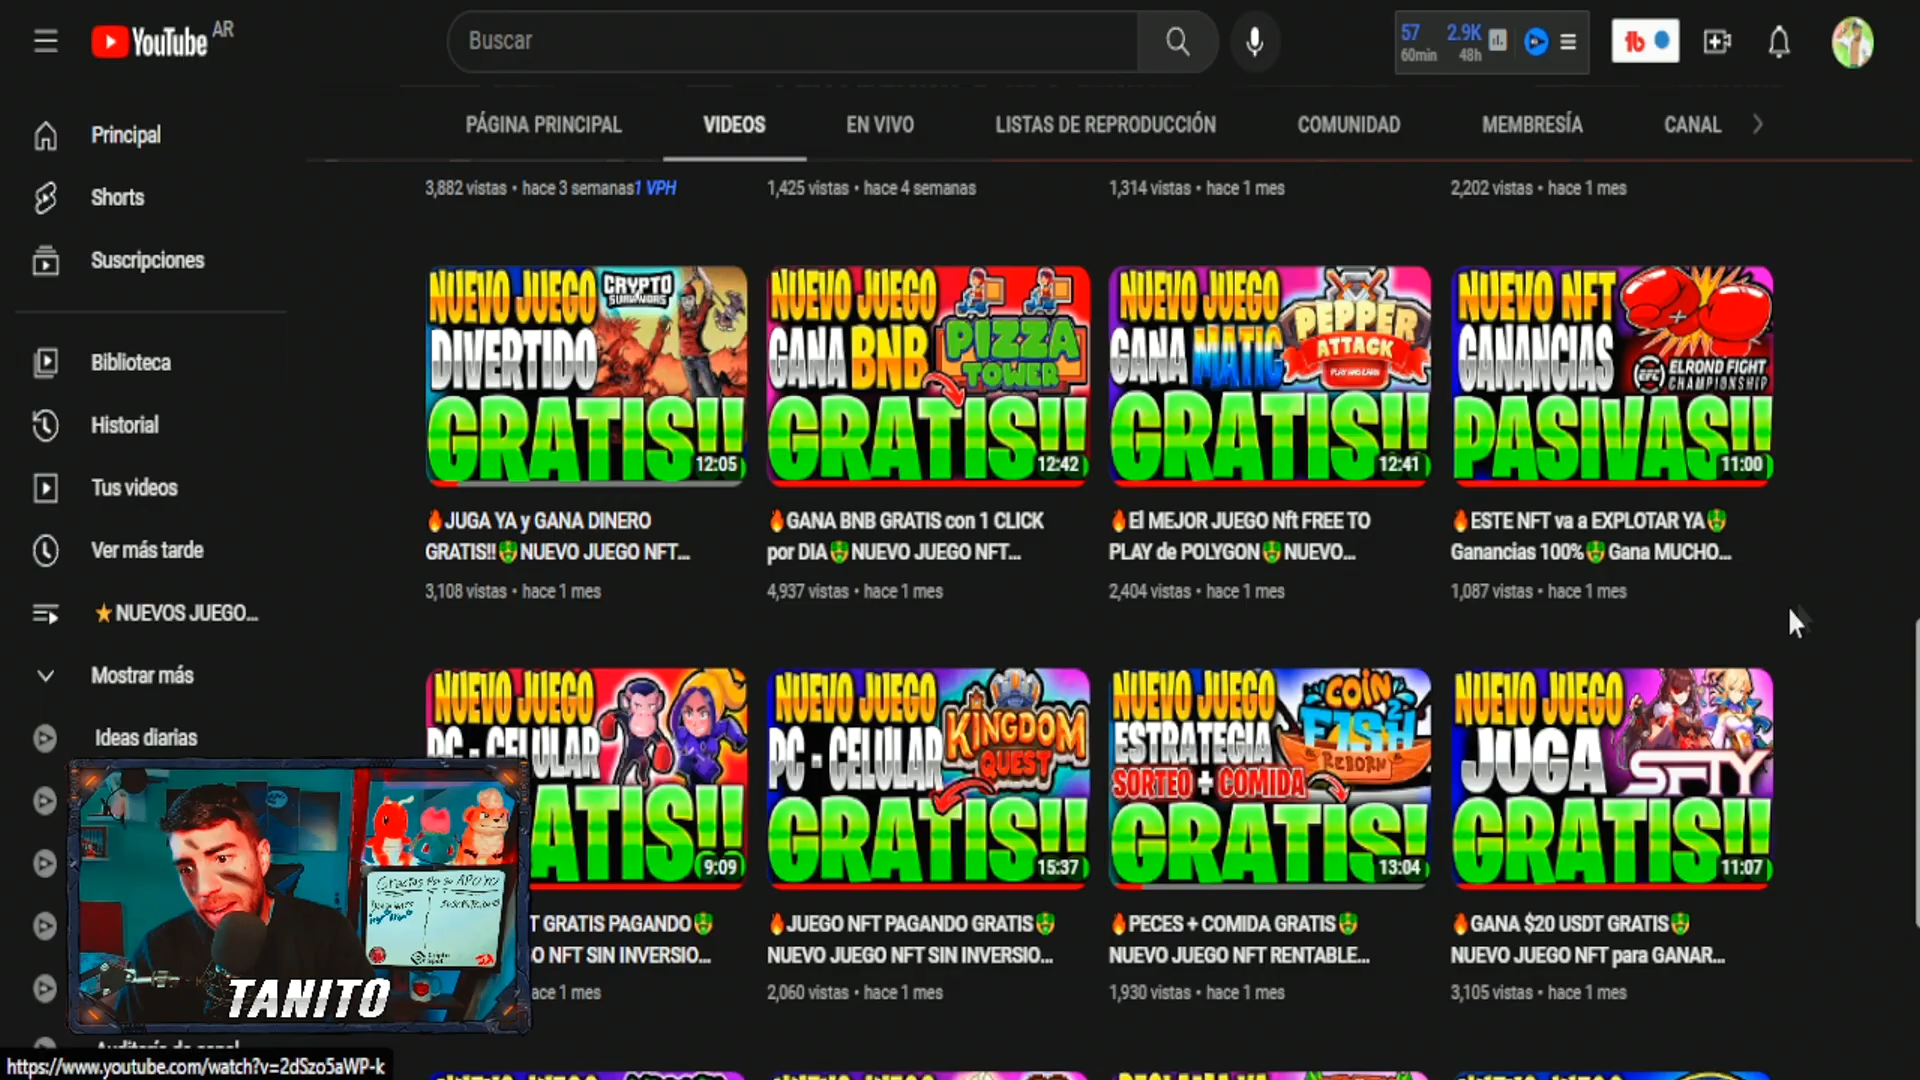 YouTube AR
Buscar
57 2.9K
60min 48h
PÁGINA PRINCIPAL VIDEOS EN VIVO LISTAS DE REPRODUCCIÓN COMUNIDAD MEMBRESÍA CANAL
Principal
Shorts
Suscripciones
Biblioteca
Historial
Tus videos
Ver más tarde
★NUEVOS JUEGO...
Mostrar más
Ideas diarias
3,882 vistas • hace 3 semanas 1 VPH
1,425 vistas • hace 4 semanas
1,314 vistas • hace 1 mes
2,202 vistas • hace 1 mes
NUEVO JUEGO
CRYPTO
SURVIVORS
DIVERTIDO
GRATIS!!
12:05
NUEVO JUEGO
GANA BNB
PIZZA
TOWER
GRATIS!!
12:42
NUEVO JUEGO
GANA MATIC
PEPPER
ATTACK
PLAY AND EARN
GRATIS!!
12:41
NUEVO NFT
GANANCIAS
EFC ELROND FIGHT
CHAMPIONSHIP
PASIVAS!!
11:00
🔥JUGA YA y GANA DINERO
GRATIS!!🤑NUEVO JUEGO NFT...
3,108 vistas • hace 1 mes
🔥GANA BNB GRATIS con 1 CLICK
por DIA🤑NUEVO JUEGO NFT...
4,937 vistas • hace 1 mes
🔥El MEJOR JUEGO Nft FREE TO
PLAY de POLYGON🤑NUEVO...
2,404 vistas • hace 1 mes
🔥ESTE NFT va a EXPLOTAR YA🤑
Ganancias 100%🤑Gana MUCHO...
1,087 vistas • hace 1 mes
NUEVO JUEGO
PC - CELULAR
ATIS!!
9:09
NUEVO JUEGO
PC - CELULAR
KINGDOM
QUEST
GRATIS!!
15:37
NUEVO JUEGO
ESTRATEGIA
SORTEO + COMIDA
COIN 2
FISH
REBORN
GRATIS!
13:04
NUEVO JUEGO
JUGA
SFTY
GRATIS!!
11:07
T GRATIS PAGANDO🤑
O NFT SIN INVERSIO...
ace 1 mes
🔥JUEGO NFT PAGANDO GRATIS🤑
NUEVO JUEGO NFT SIN INVERSIO...
2,060 vistas • hace 1 mes
🔥PECES + COMIDA GRATIS🤑
NUEVO JUEGO NFT RENTABLE...
1,930 vistas • hace 1 mes
🔥GANA $20 USDT GRATIS🤑
NUEVO JUEGO NFT para GANAR...
3,105 vistas • hace 1 mes
Gracias Por su APOYO
TANITO
https://www.youtube.com/watch?v=2dSzo5aWP-k